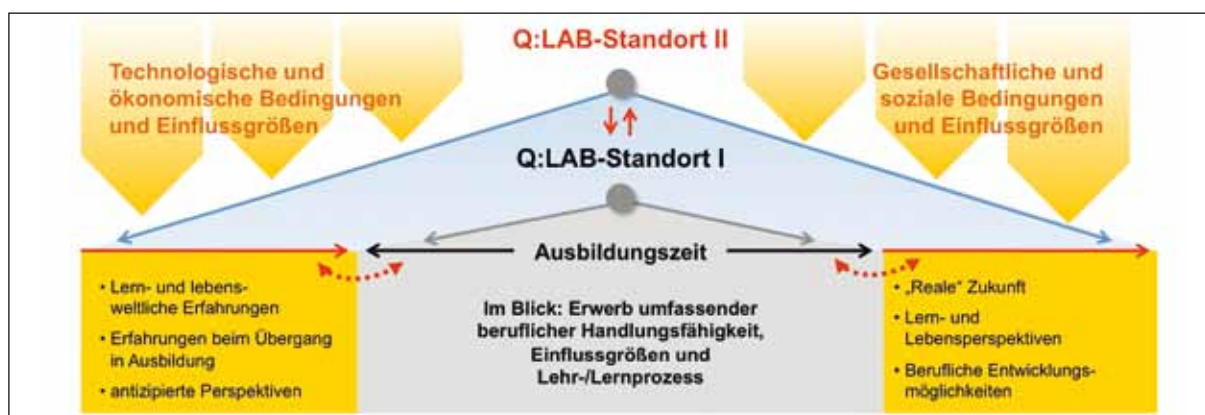 Q:LAB-Standort II
Technologische und
ökonomische Bedingungen
und Einflussgrößen
Gesellschaftliche und
soziale Bedingungen
und Einflussgrößen
Q:LAB-Standort I
Ausbildungszeit
• Lern- und lebens-
weltliche Erfahrungen
• Erfahrungen beim Übergang
in Ausbildung
• antizipierte Perspektiven
Im Blick: Erwerb umfassender
beruflicher Handlungsfähigkeit,
Einflussgrößen und
Lehr-/Lernprozess
• „Reale“ Zukunft
• Lern- und
Lebensperspektiven
• Berufliche Entwicklungs-
möglichkeiten